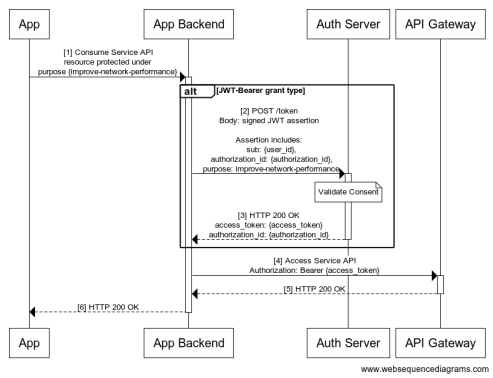 App
App Backend
Auth Server
API Gateway
[1] Consume Service API
resource protected under
purpose {improve-network-performance}
alt
[JWT-Bearer grant type]
[2] POST /token
Body: signed JWT assertion
Assertion includes:
sub: {user_id},
authorization_id: {authorization_id},
purpose: improve-network-performance
Validate Consent
[3] HTTP 200 OK
access_token: {access_token}
authorization_id: {authorization_id}
[4] Access Service API
Authorization: Bearer {access_token}
[5] HTTP 200 OK
[6] HTTP 200 OK
App
App Backend
Auth Server
API Gateway
www.websequencediagrams.com